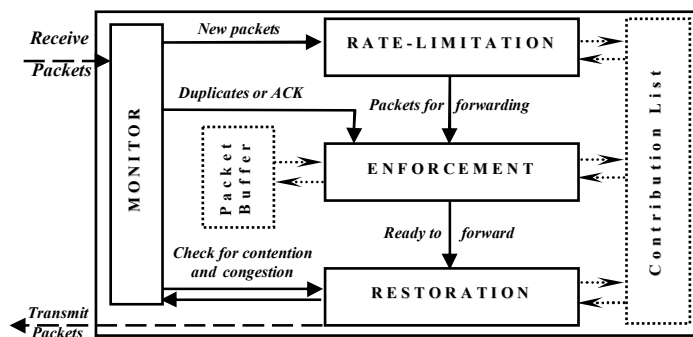 Receive
Packets
New packets
RATE-LIMITATION
Duplicates or ACK
Packets for forwarding
MONITOR
Packet
Buffer
ENFORCEMENT
Contribution List
Ready to forward
Check for contention
and congestion
RESTORATION
Transmit
Packets